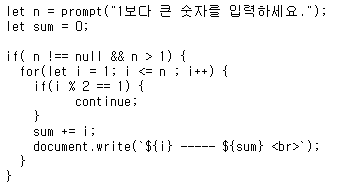 let n = prompt("1보다 큰 숫자를 입력하세요.");
let sum = 0;

if( n !== null && n > 1) {
  for(let i = 1; i <= n ; i++) {
    if(i % 2 == 1) {
          continue;
    }
    sum += i;
    document.write(`${i} ----- ${sum} <br>`);
  }
}